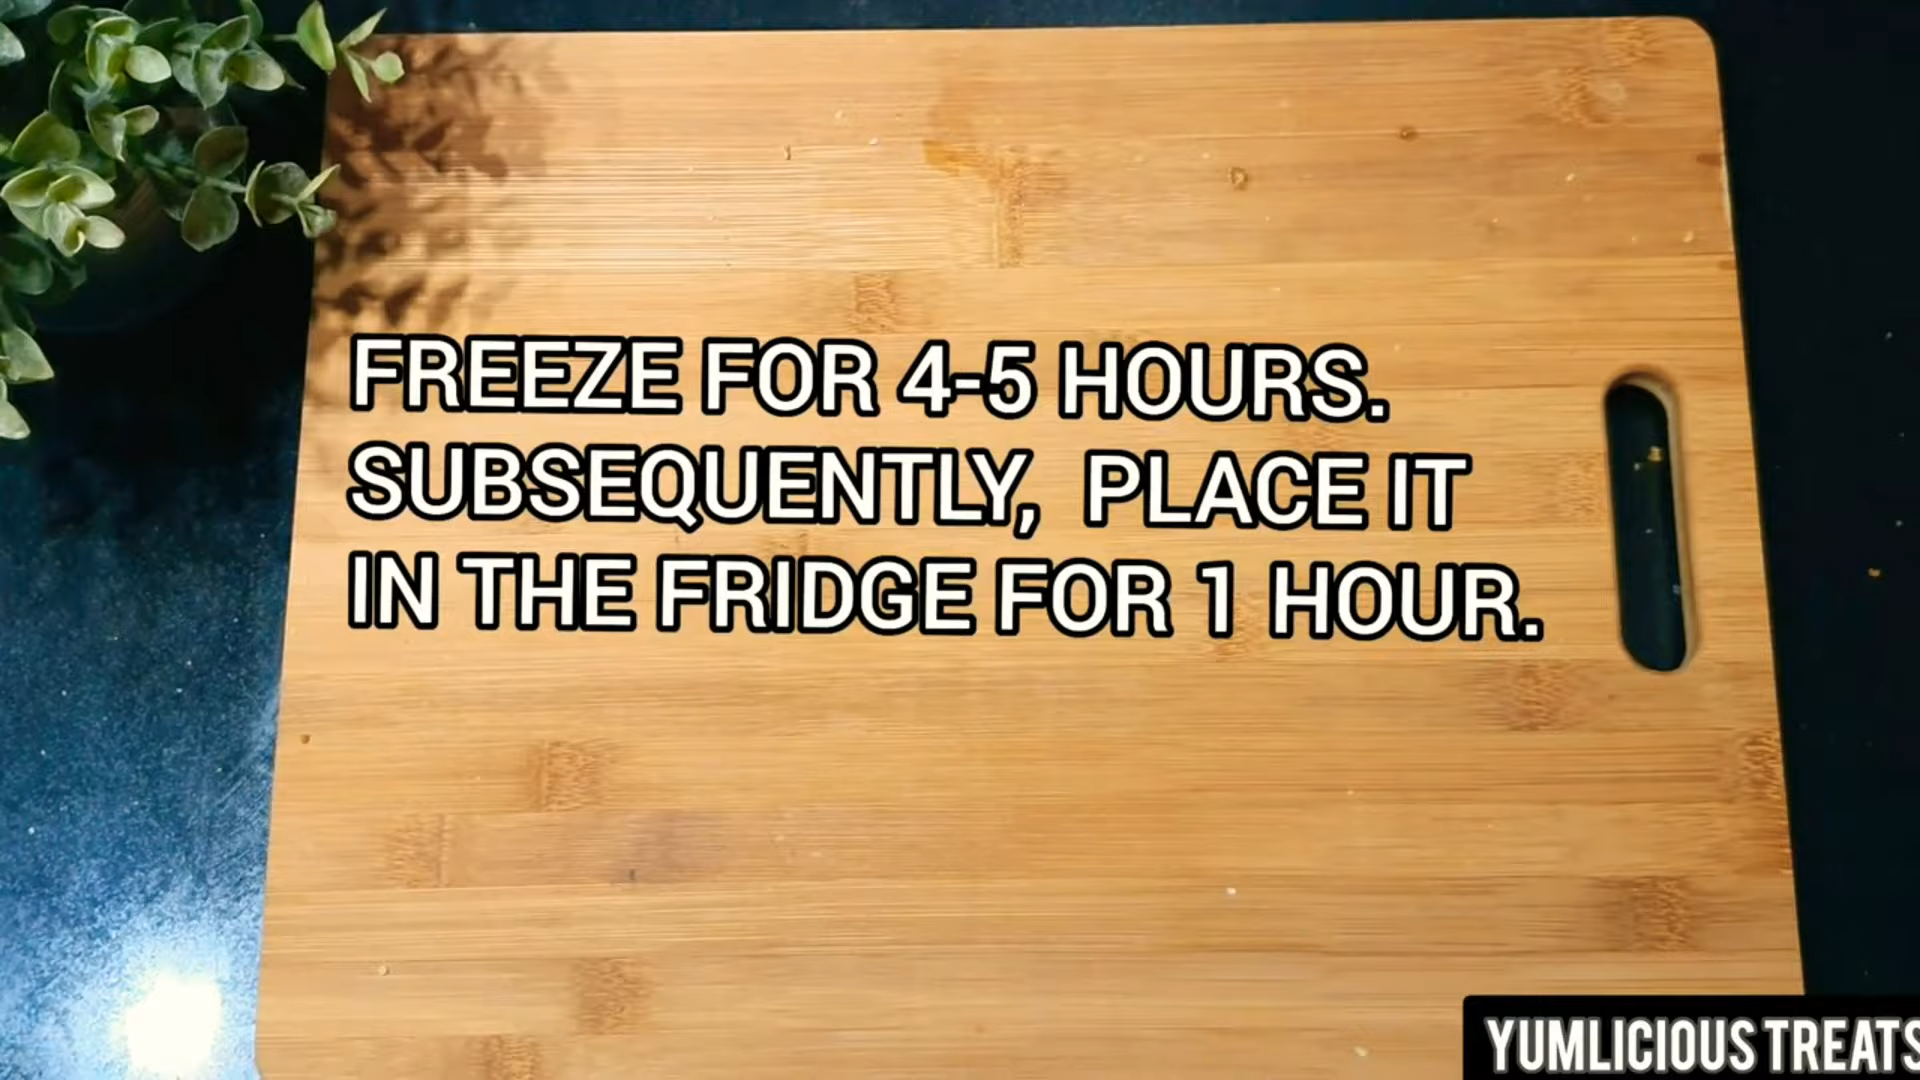 FREEZE FOR 4-5 HOURS.
SUBSEQUENTLY, PLACE IT
IN THE FRIDGE FOR 1 HOUR.
YUMLICIOUS TREATS